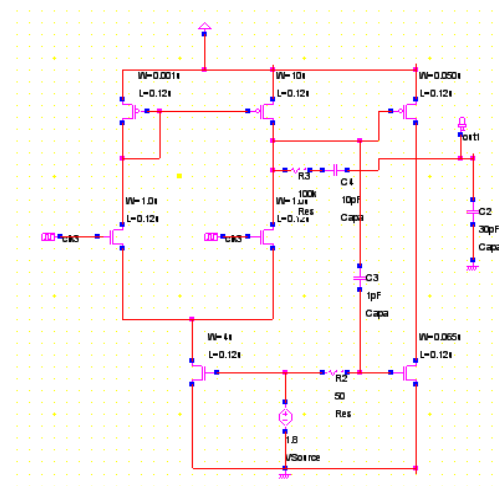 W=0.001u
L=0.12u
W=10u
L=0.12u
W=0.050u
L=0.12u
out1
R3
100k
Res
C4
10pF
Capa
C2
30pF
Capa
W=1.0u
L=0.12u
W=1.0u
L=0.12u
clk3
clk3
C3
1pF
Capa
W=4u
L=0.12u
W=0.065u
L=0.12u
R2
50
Res
1.8
VSource